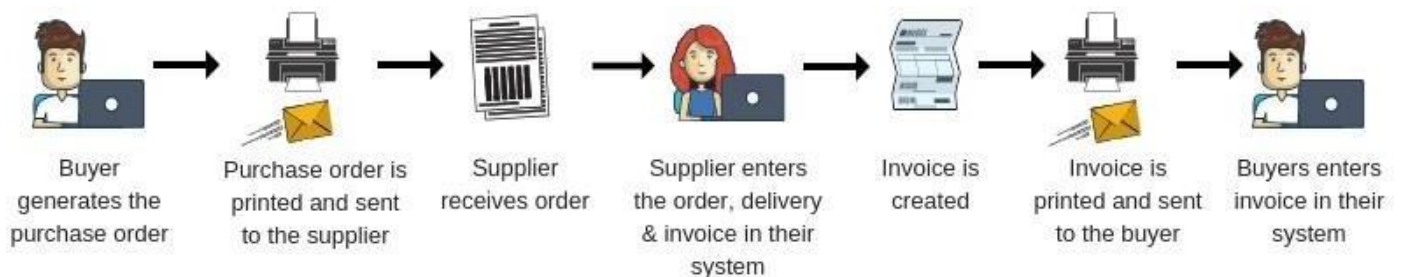 Buyer
generates the
purchase order
Purchase order is
printed and sent
to the supplier
Supplier
receives order
Supplier enters
the order, delivery
& invoice in their
system
Invoice is
created
Invoice is
printed and sent
to the buyer
Buyers enters
invoice in their
system